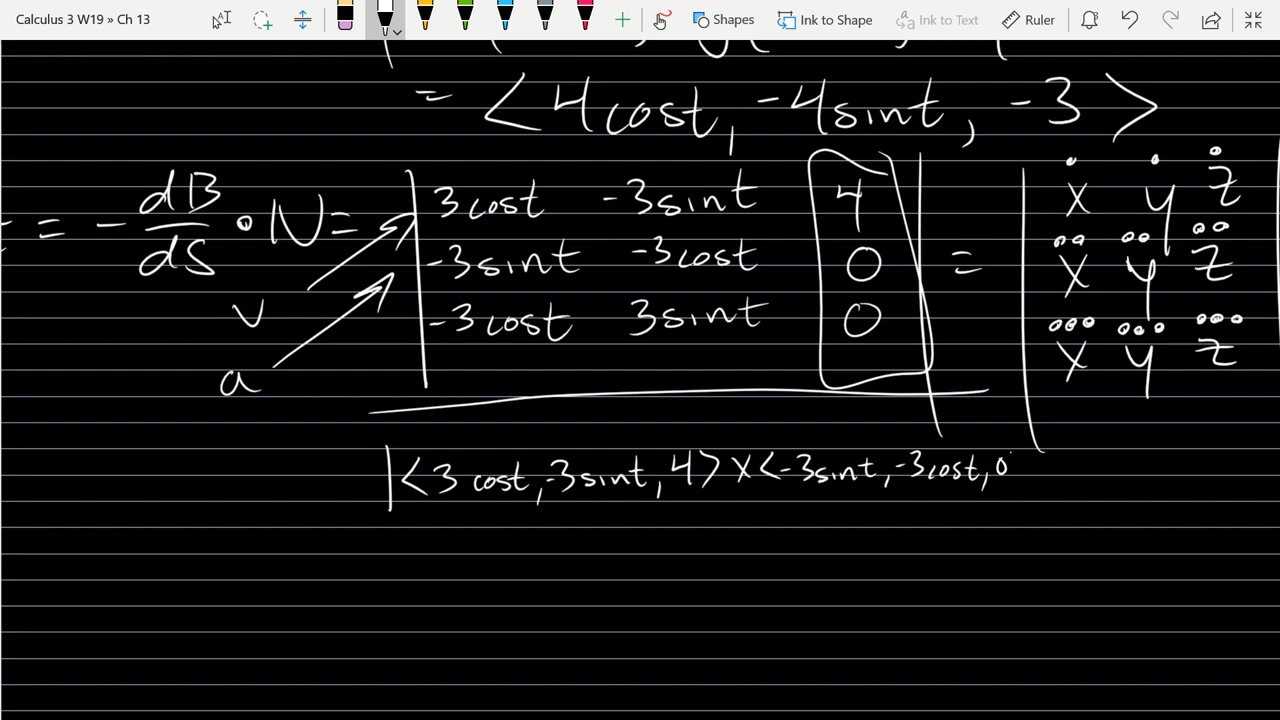 Calculus 3 W19 » Ch 13 Shapes Ink to Shape Ink to Text Ruler
= <4cost, -4sint, -3>
= -dB/dS • N = | 3cost -3sint 4 | = | ẋ ẏ ż
-3sint -3cost 0 ẍ ÿ z̈
-3cost 3sint 0 x⃛ y⃛ z⃛
v
a
|<3cost, -3sint, 4> x <-3sint, -3cost, 0